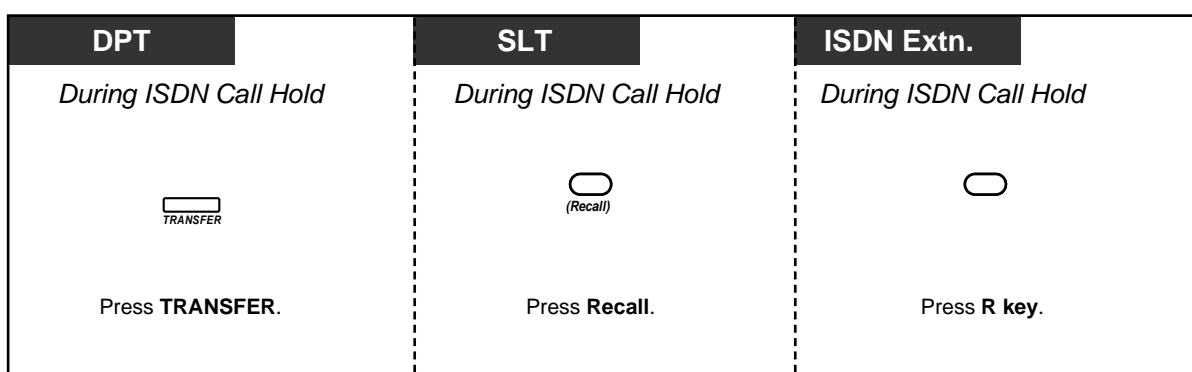 DPT
During ISDN Call Hold
TRANSFER
Press TRANSFER.
SLT
During ISDN Call Hold
(Recall)
Press Recall.
ISDN Extn.
During ISDN Call Hold
Press R key.